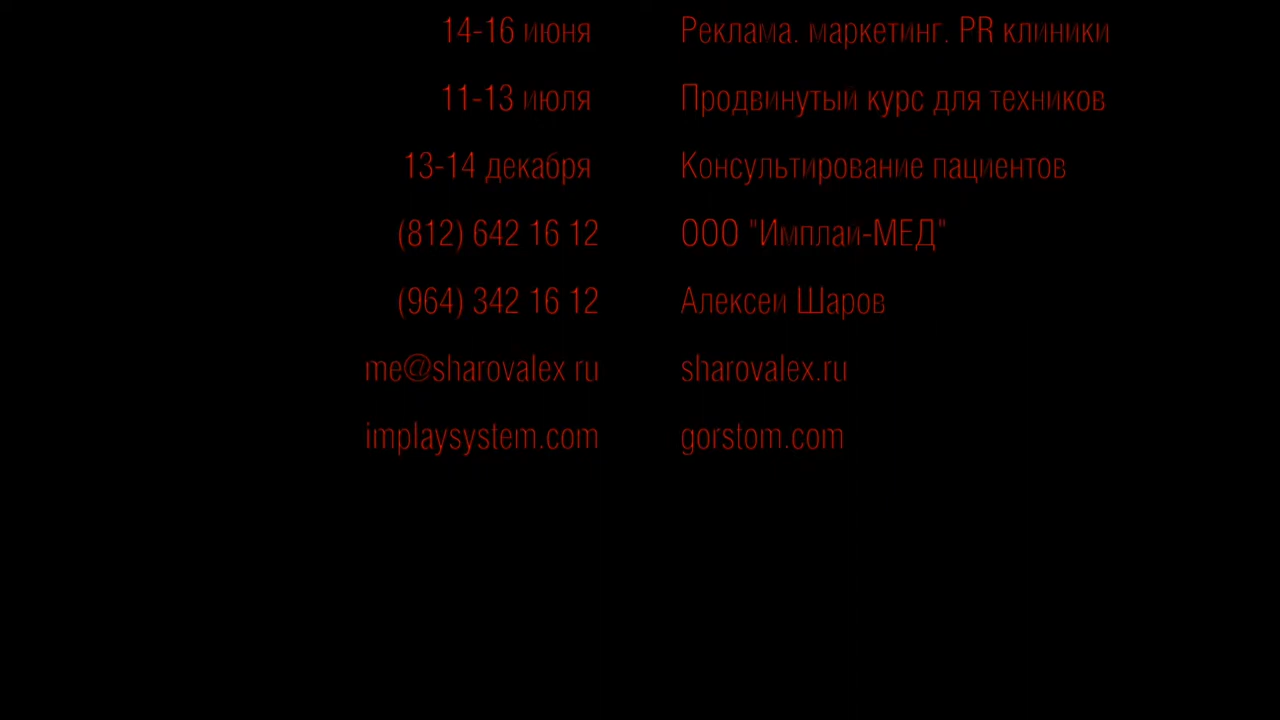 14-16 июня Реклама. маркетинг. PR клиники
11-13 июля Продвинутый курс для техников
13-14 декабря Консультирование пациентов
(812) 642 16 12 ООО "Имплаи-МЕД"
(964) 342 16 12 Алексеи Шаров
me@sharovalex ru sharovalex.ru
implaysystem.com gorstom.com